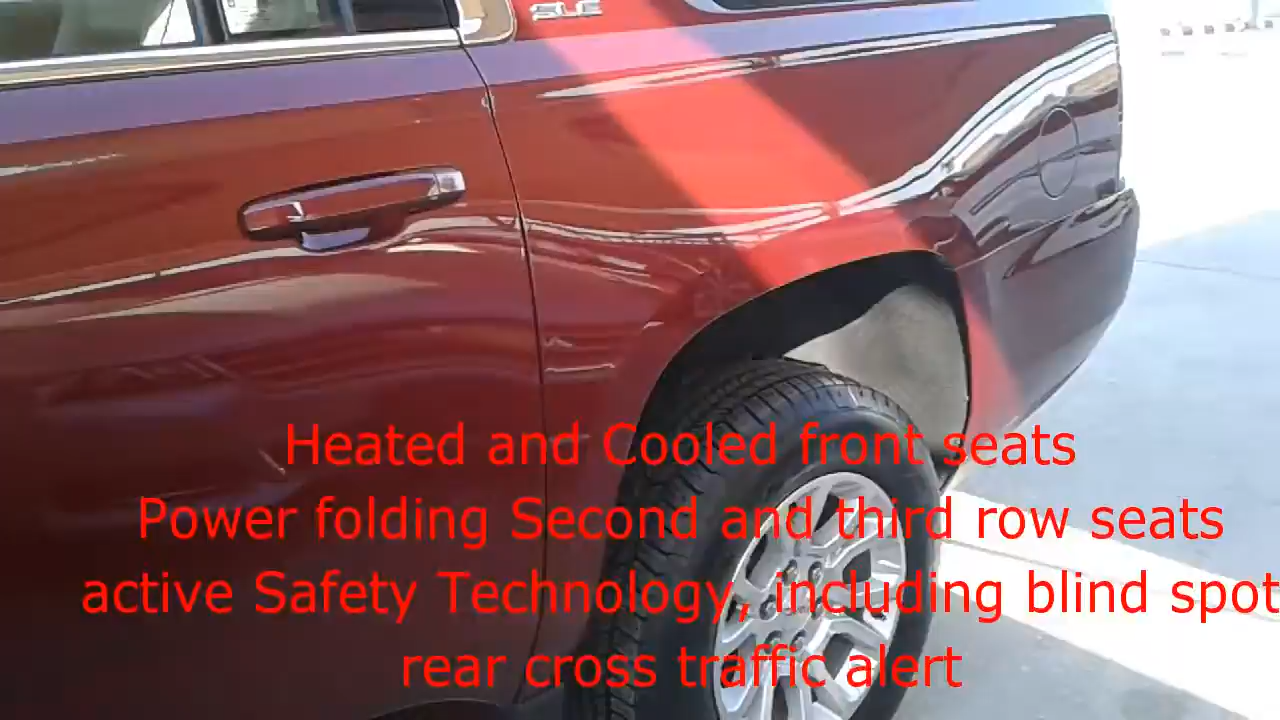 SLE
Heated and Cooled front seats
Power folding Second and third row seats
active Safety Technology, including blind spot
rear cross traffic alert